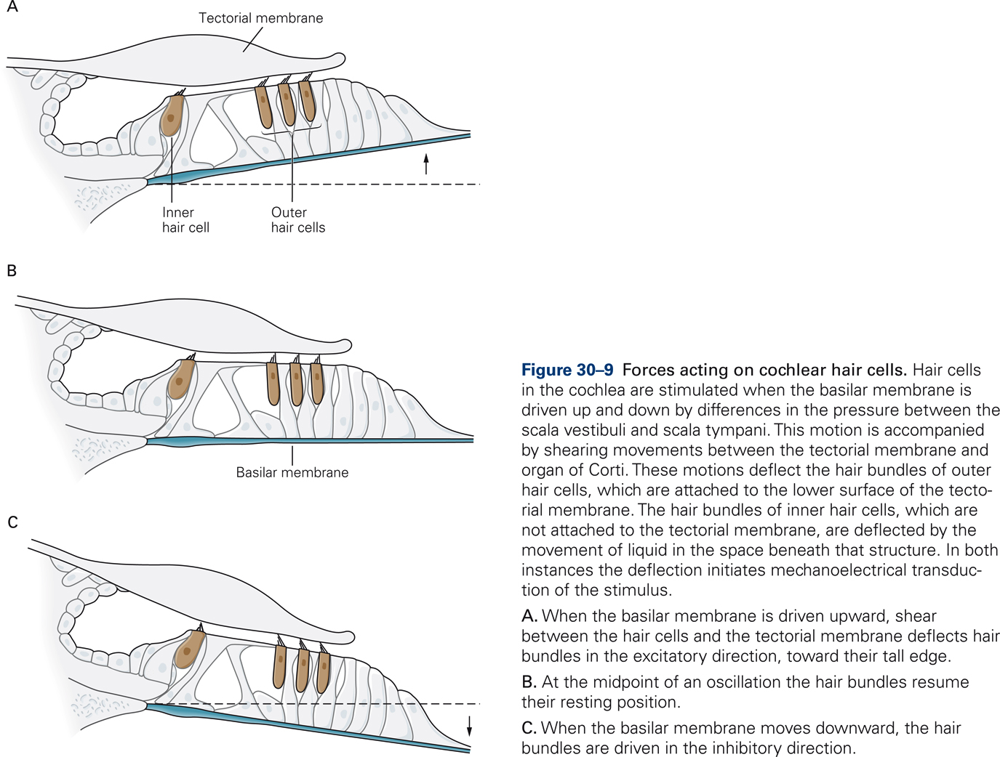 A
Tectorial membrane
Inner
hair cell
Outer
hair cells
B
Basilar membrane
C
Figure 30–9 Forces acting on cochlear hair cells. Hair cells
in the cochlea are stimulated when the basilar membrane is
driven up and down by differences in the pressure between the
scala vestibuli and scala tympani. This motion is accompanied
by shearing movements between the tectorial membrane and
organ of Corti. These motions deflect the hair bundles of outer
hair cells, which are attached to the lower surface of the tecto-
rial membrane. The hair bundles of inner hair cells, which are
not attached to the tectorial membrane, are deflected by the
movement of liquid in the space beneath that structure. In both
instances the deflection initiates mechanoelectrical transduc-
tion of the stimulus.
A. When the basilar membrane is driven upward, shear
between the hair cells and the tectorial membrane deflects hair
bundles in the excitatory direction, toward their tall edge.
B. At the midpoint of an oscillation the hair bundles resume
their resting position.
C. When the basilar membrane moves downward, the hair
bundles are driven in the inhibitory direction.